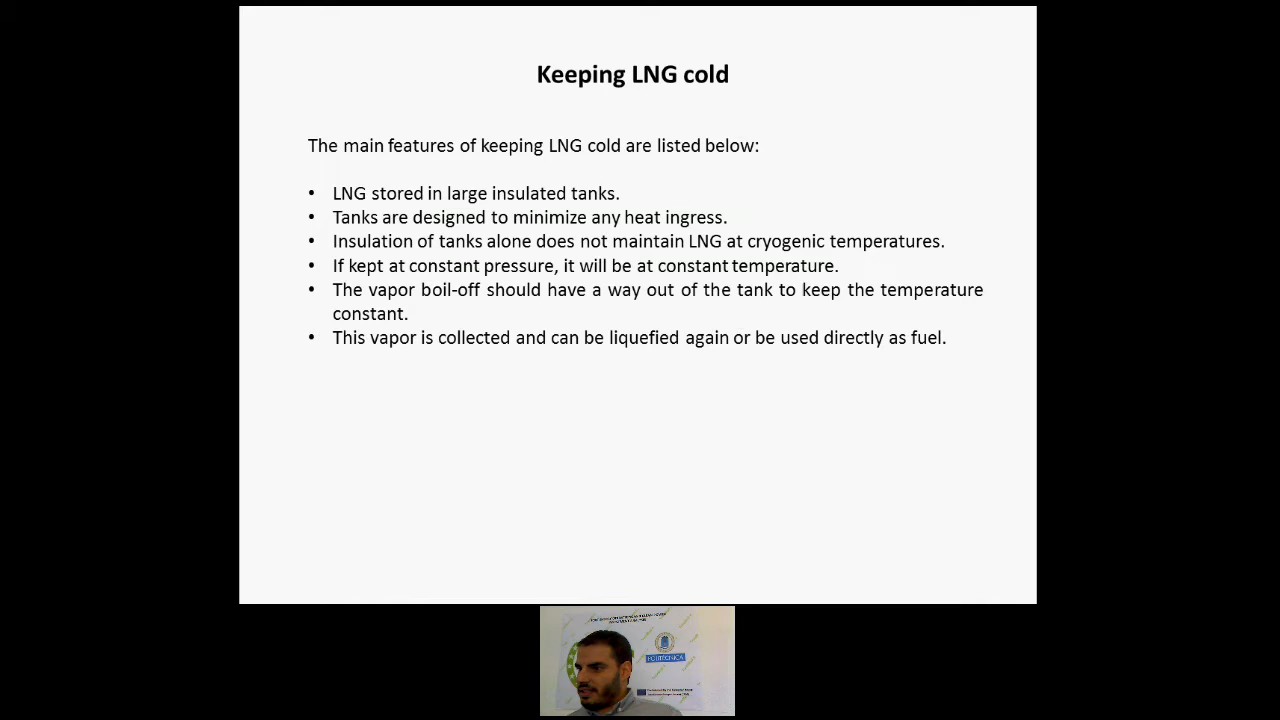 Keeping LNG cold
The main features of keeping LNG cold are listed below:
• LNG stored in large insulated tanks.
• Tanks are designed to minimize any heat ingress.
• Insulation of tanks alone does not maintain LNG at cryogenic temperatures.
• If kept at constant pressure, it will be at constant temperature.
• The vapor boil-off should have a way out of the tank to keep the temperature
constant.
• This vapor is collected and can be liquefied again or be used directly as fuel.
POLITÉCNICA